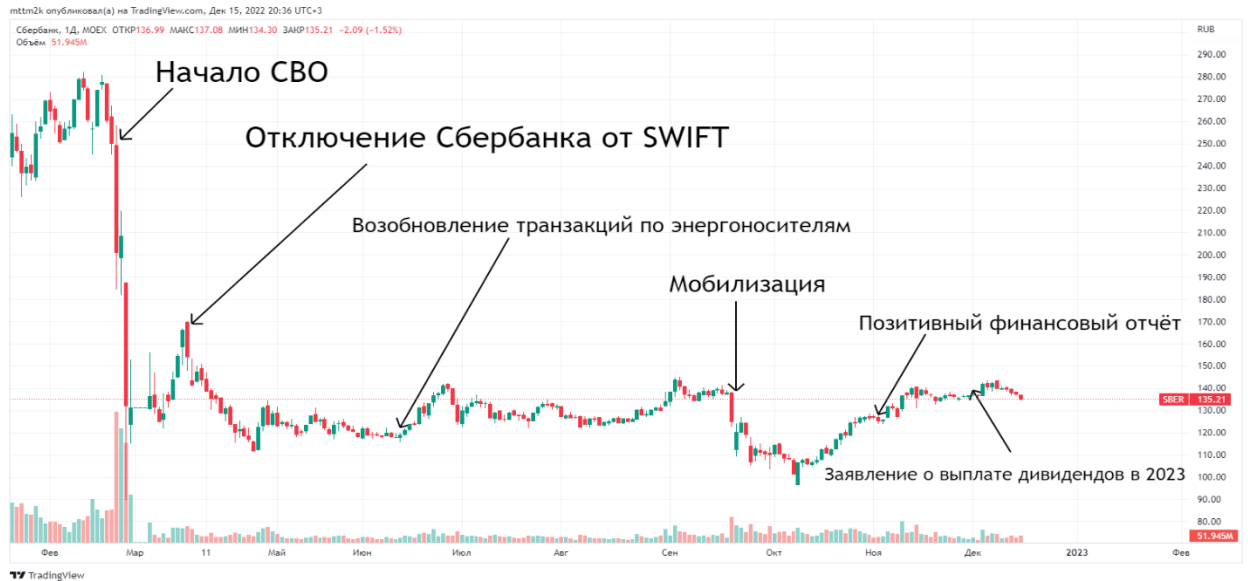 mttm2k опубликовал(а) на TradingView.com, Дек 15, 2022 20:36 UTC+3
Сбербанк, 1Д, MOEX ОТКР136.99 МАКС137.08 МИН134.30 ЗАКР135.21 −2.09 (−1.52%)
Объём 51.945M
RUB
290.00
280.00
270.00
260.00
250.00
240.00
230.00
220.00
210.00
200.00
190.00
180.00
170.00
160.00
150.00
140.00
SBER 135.21
130.00
120.00
110.00
100.00
90.00
80.00
51.945M
Начало СВО
Отключение Сбербанка от SWIFT
Возобновление транзакций по энергоносителям
Мобилизация
Позитивный финансовый отчёт
Заявление о выплате дивидендов в 2023
Фев Мар 11 Май Июн Июл Авг Сен Окт Ноя Дек 2023 Фев
TradingView